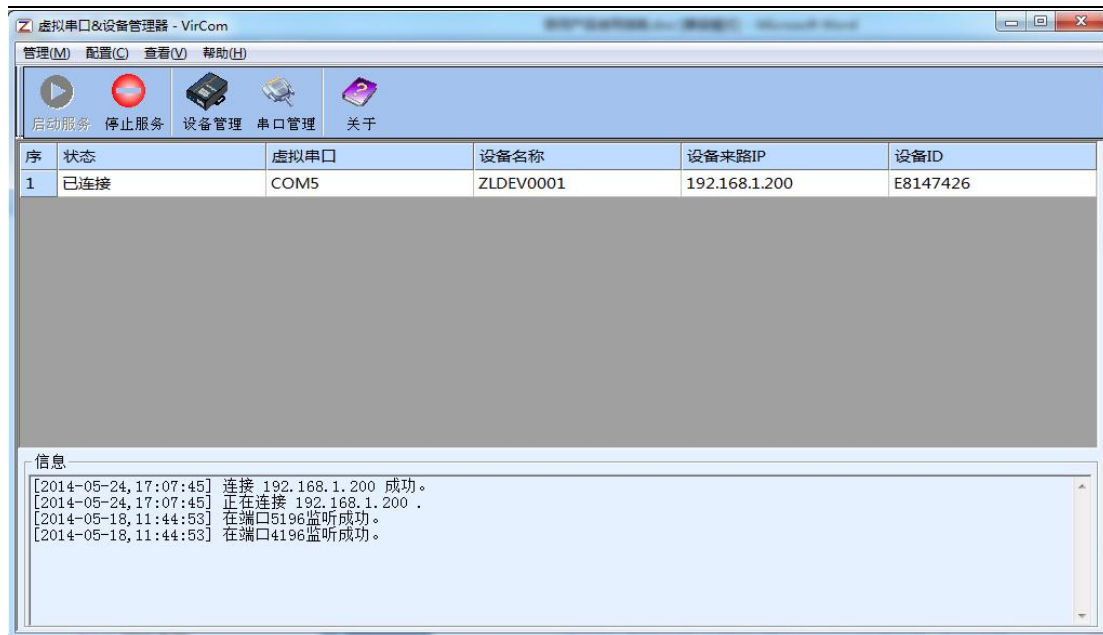 虚拟串口&设备管理器 - VirCom
管理(M) 配置(C) 查看(V) 帮助(H)
启动服务 停止服务 设备管理 串口管理 关于
序 状态 虚拟串口 设备名称 设备来路IP 设备ID
1 已连接 COM5 ZLDEV0001 192.168.1.200 E8147426
信息
[2014-05-24,17:07:45] 连接 192.168.1.200 成功。
[2014-05-24,17:07:45] 正在连接 192.168.1.200 .
[2014-05-18,11:44:53] 在端口5196监听成功。
[2014-05-18,11:44:53] 在端口4196监听成功。